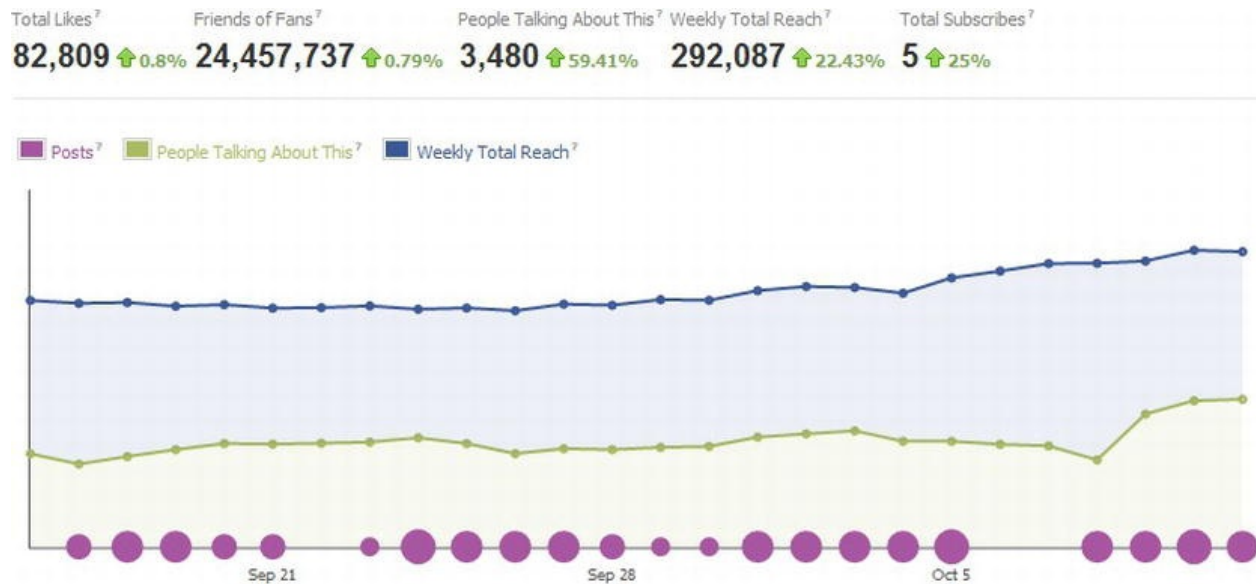 Total Likes? Friends of Fans? People Talking About This? Weekly Total Reach? Total Subscribes?
82,809 0.8% 24,457,737 0.79% 3,480 59.41% 292,087 22.43% 5 25%
Posts? People Talking About This? Weekly Total Reach?
Sep 21 Sep 28 Oct 5